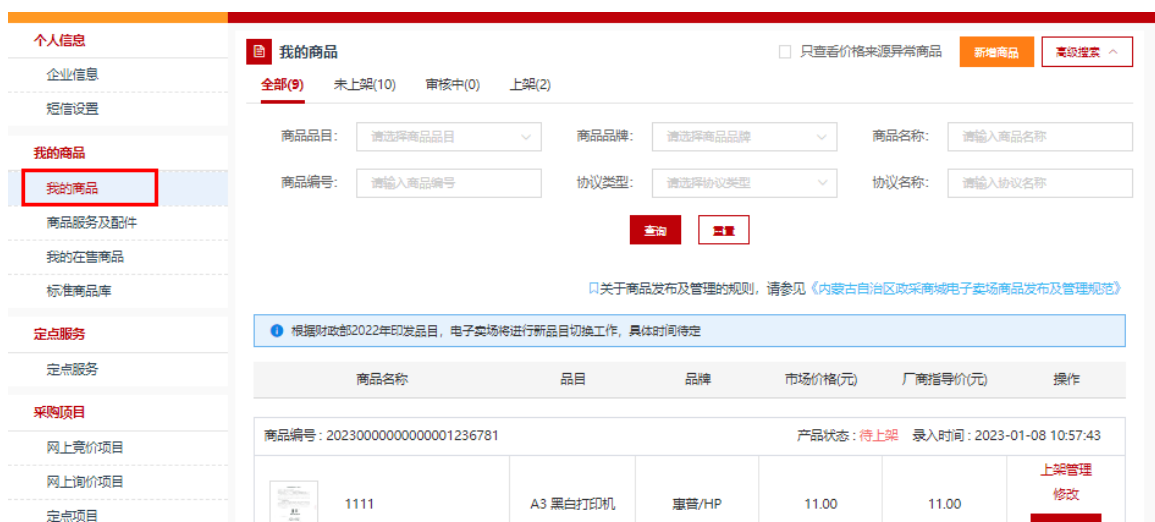 个人信息
企业信息
短信设置
我的商品
我的商品
商品服务及配件
我的在售商品
标准商品库
定点服务
定点服务
采购项目
网上竞价项目
网上询价项目
定点项目
我的商品
只查看价格来源异常商品 新增商品 高级搜索
全部(9) 未上架(10) 审核中(0) 上架(2)
商品品目： 请选择商品品目 商品品牌： 请选择商品品牌 商品名称： 请输入商品名称
商品编号： 请输入商品编号 协议类型： 请选择协议类型 协议名称： 请输入协议名称
查询 重置
关于商品发布及管理的规则，请参见《内蒙古自治区政采商城电子卖场商品发布及管理规范》
根据财政部2022年印发品目，电子卖场将进行新品目切换工作，具体时间待定
商品名称 品目 品牌 市场价格(元) 厂商指导价(元) 操作
商品编号 : 20230000000000001236781 产品状态 : 待上架 录入时间 : 2023-01-08 10:57:43
1111 A3 黑白打印机 惠普/HP 11.00 11.00 上架管理
修改